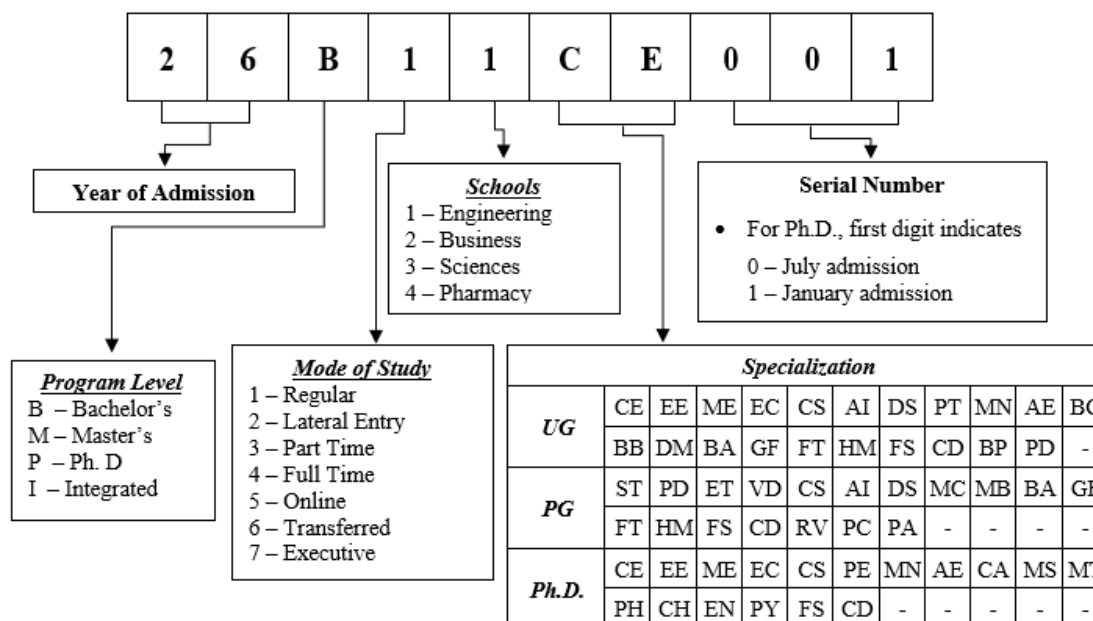 2 6 B 1 1 C E 0 0 1
Year of Admission
Schools
1 – Engineering
2 – Business
3 – Sciences
4 – Pharmacy
Serial Number
• For Ph.D., first digit indicates
0 – July admission
1 – January admission
Program Level
B – Bachelor’s
M – Master’s
P – Ph. D
I – Integrated
Mode of Study
1 – Regular
2 – Lateral Entry
3 – Part Time
4 – Full Time
5 – Online
6 – Transferred
7 – Executive
Specialization
UG
CE EE ME EC CS AI DS PT MN AE
BB DM BA GF FT HM FS CD BP PD -
PG
ST PD ET VD CS AI DS MC MB BA
FT HM FS CD RV PC PA - - - -
Ph.D.
CE EE ME EC CS PE MN AE CA MS
PH CH EN PY FS CD - - - - -